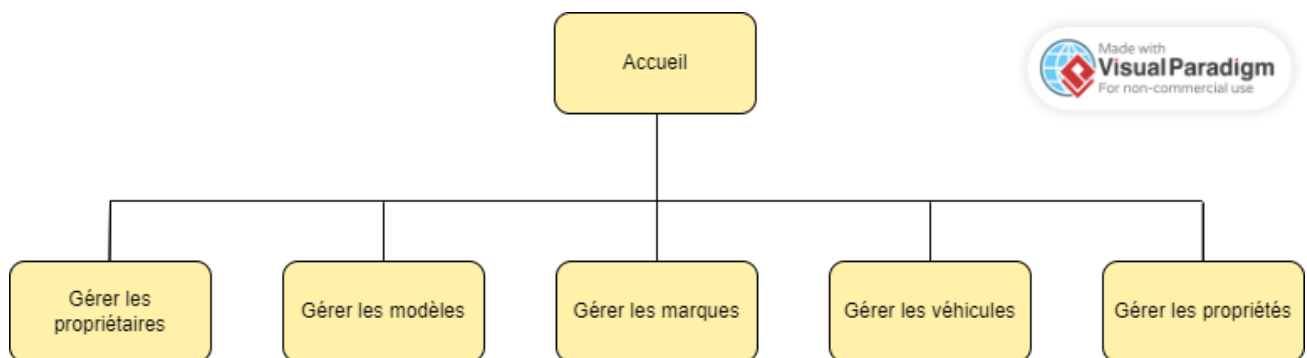 Accueil
Made with
Visual Paradigm
For non-commercial use
Gérer les
propriétaires
Gérer les modèles
Gérer les marques
Gérer les véhicules
Gérer les propriétés